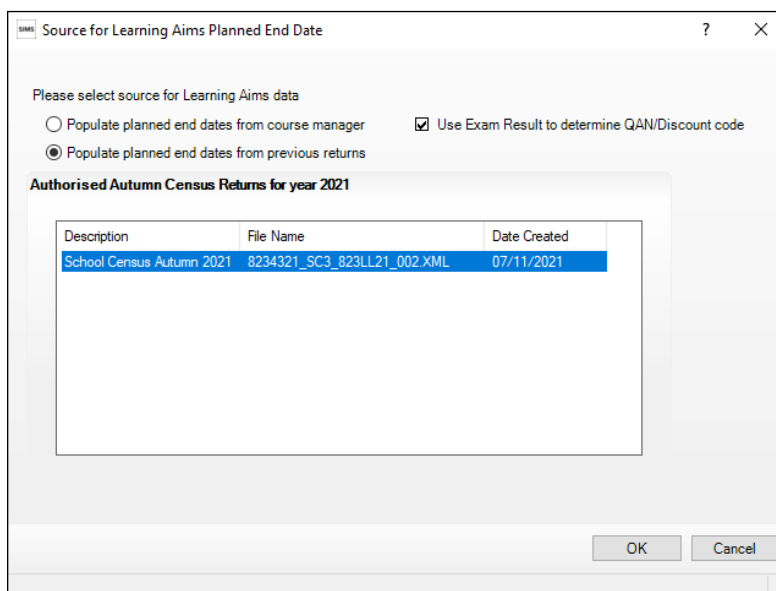 SIMS Source for Learning Aims Planned End Date ? X
Please select source for Learning Aims data
Populate planned end dates from course manager Use Exam Result to determine QAN/Discount code
Populate planned end dates from previous returns
Authorised Autumn Census Returns for year 2021
Description File Name Date Created
School Census Autumn 2021 8234321_SC3_823LL21_002.XML 07/11/2021
OK Cancel